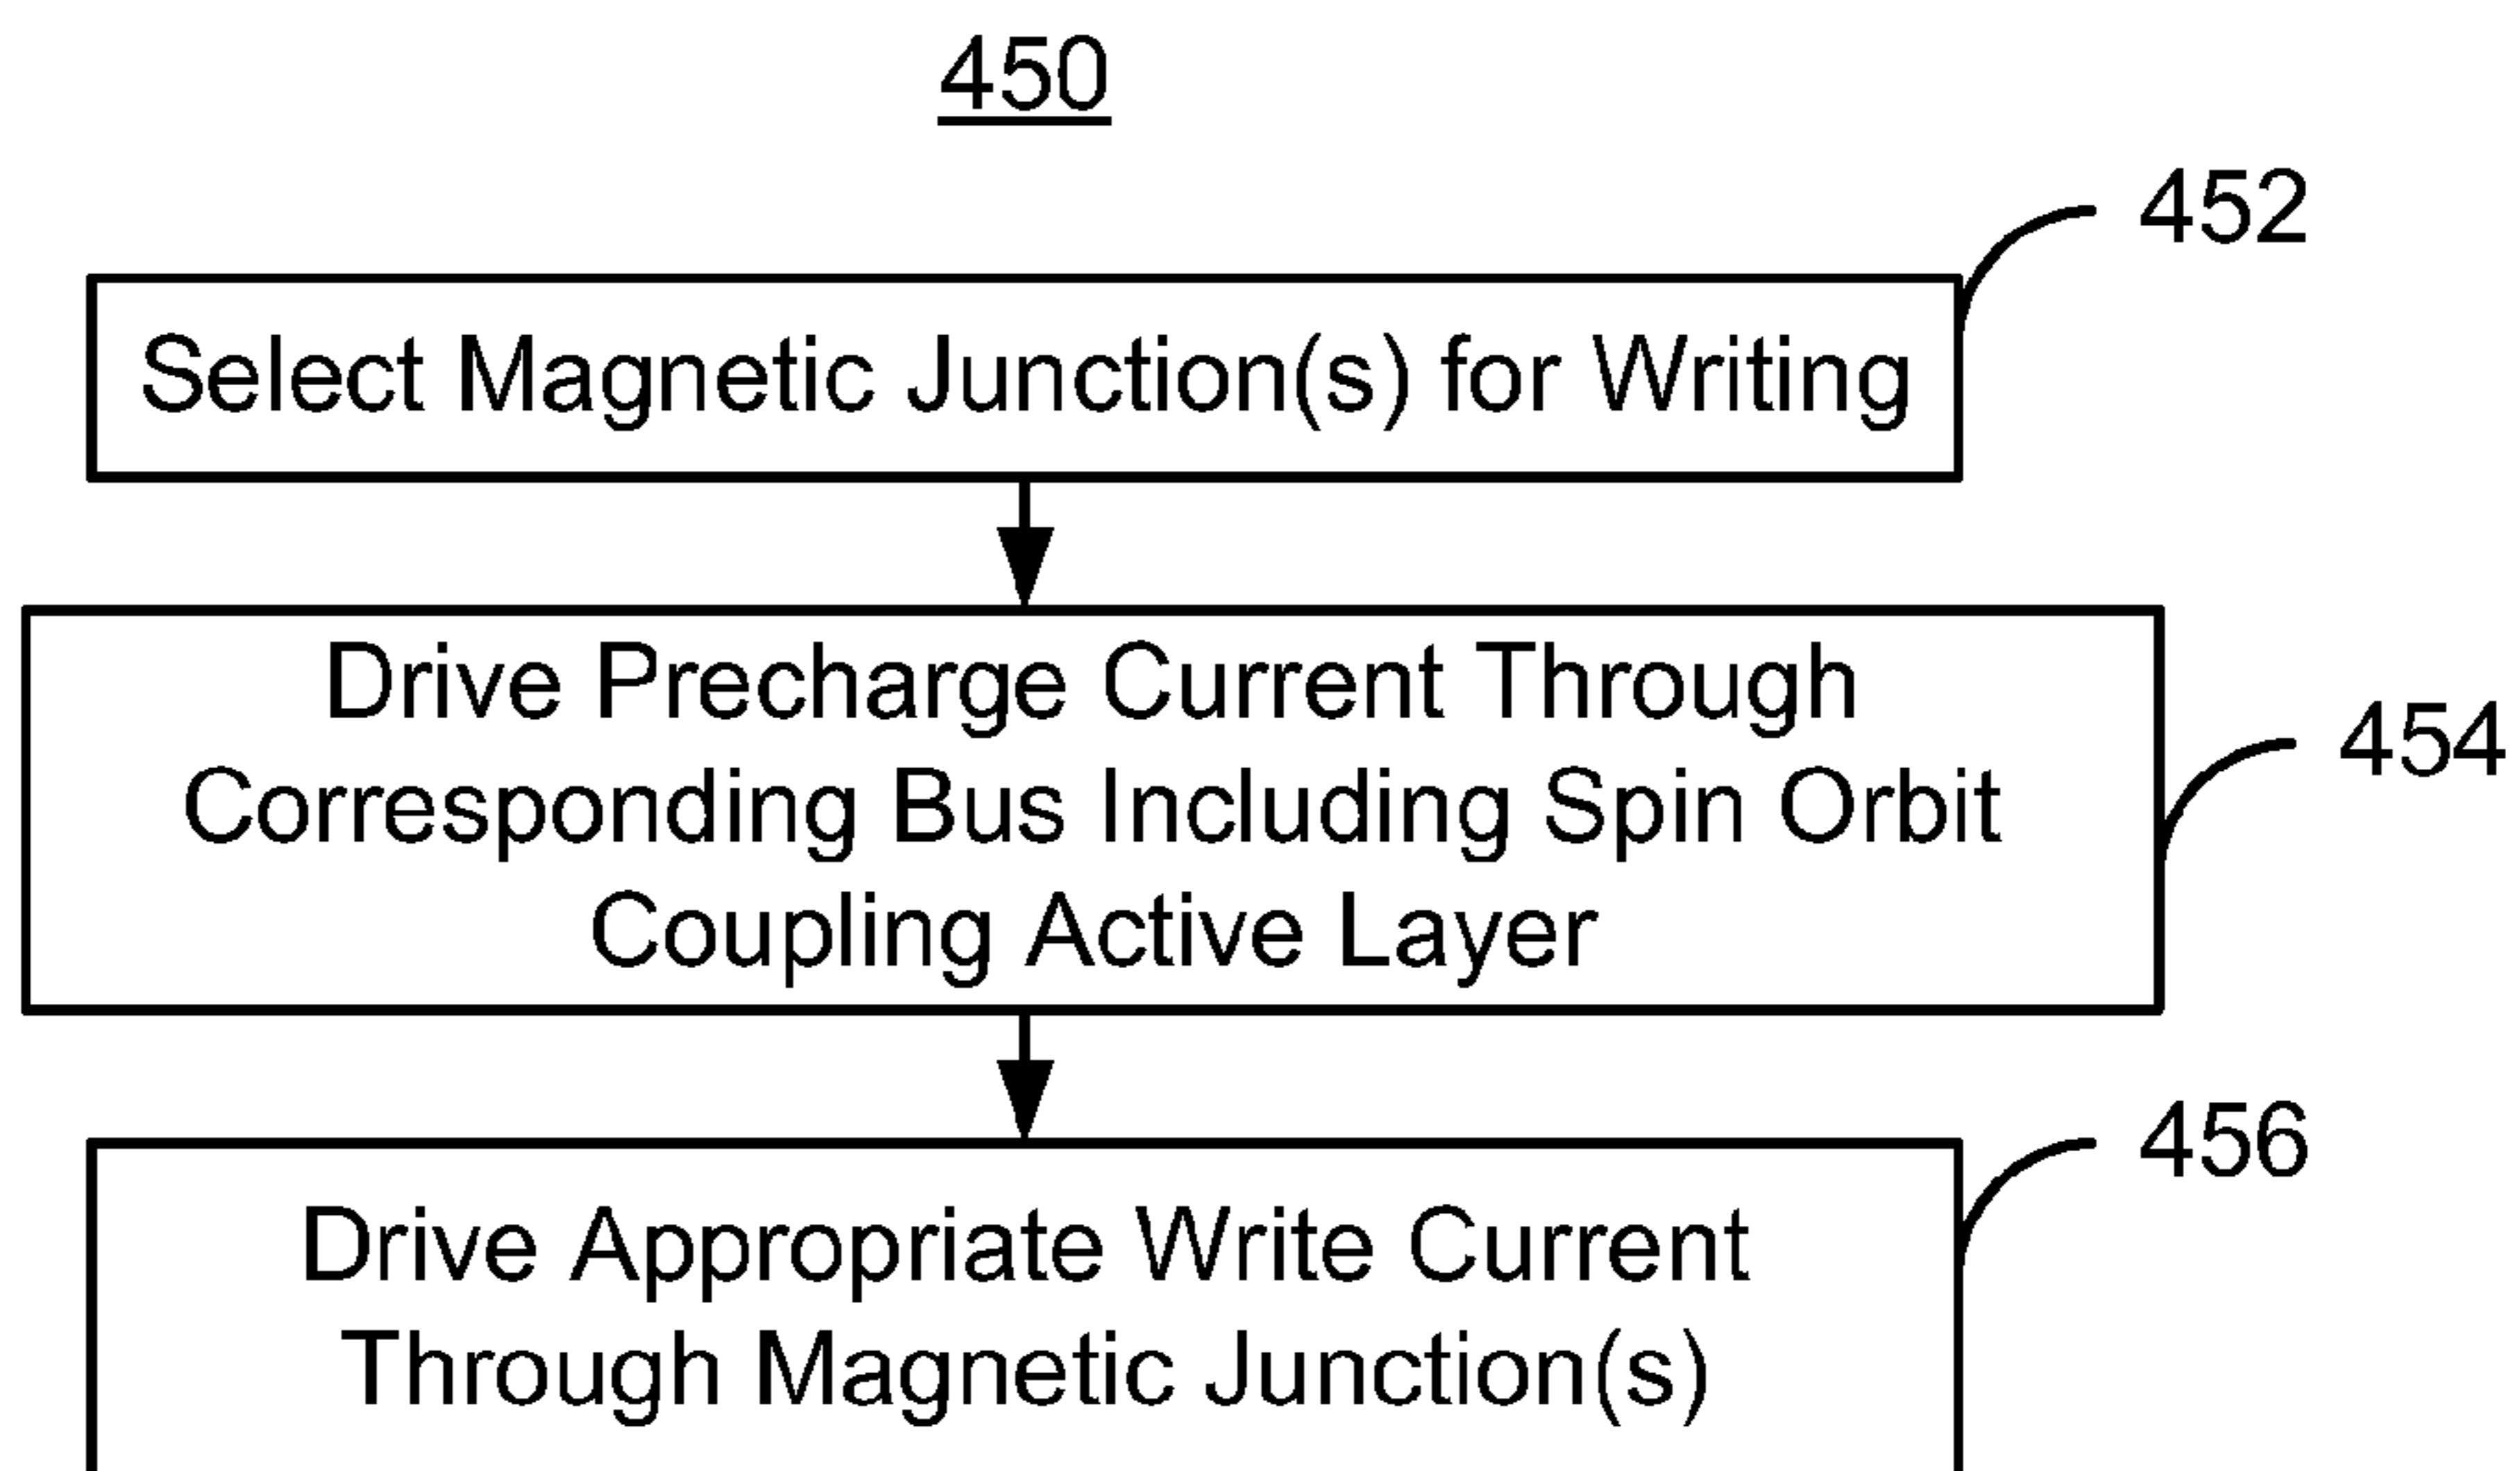 450
452
Select Magnetic Junction(s) for Writing
Drive Precharge Current Through
Corresponding Bus Including Spin Orbit
Coupling Active Layer
454
456
Drive Appropriate Write Current
Through Magnetic Junction(s)